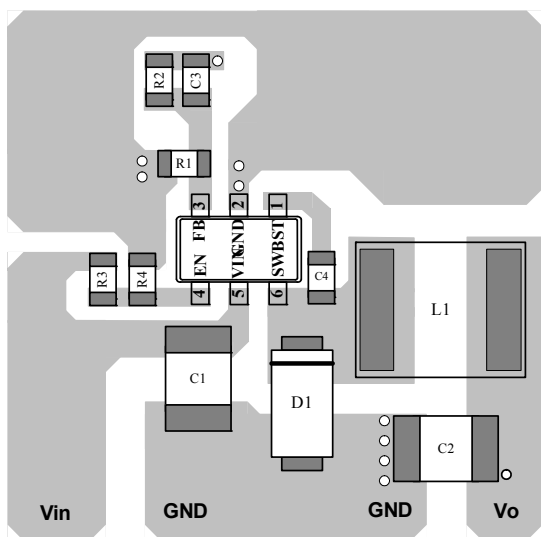 R2
C3
R1
3
2
1
FB
GND
BST
EN
VIN
SW
4
5
6
R3
R4
C4
L1
C1
D1
C2
Vin
GND
GND
Vo